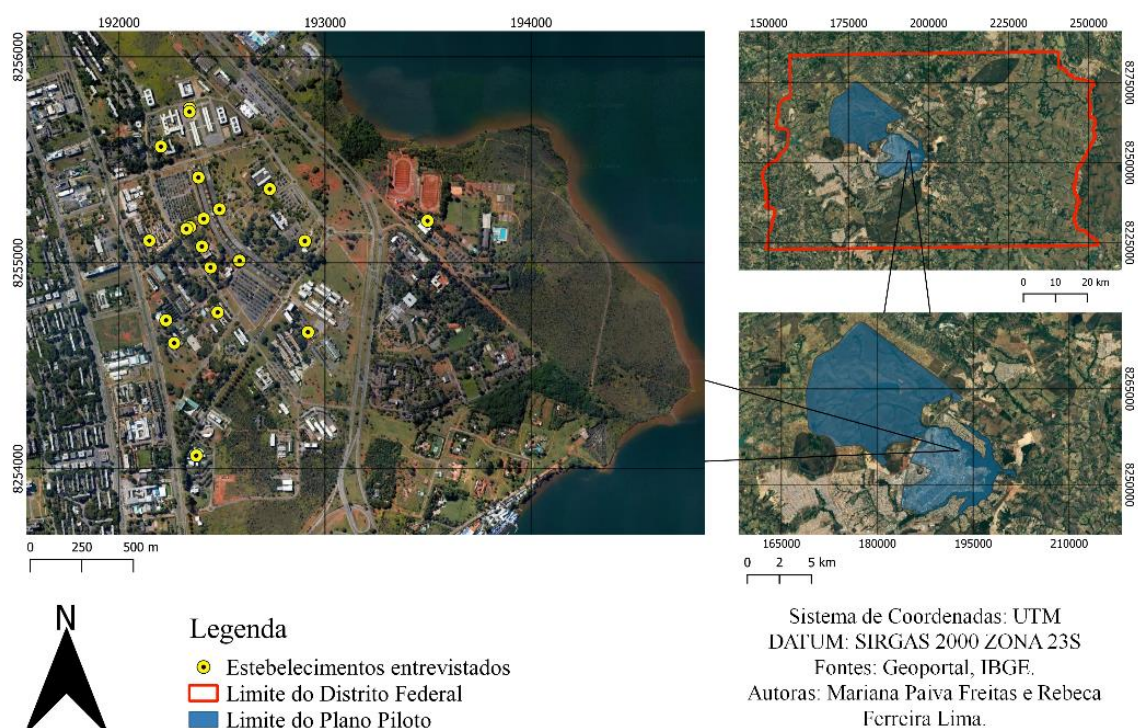 192000 193000 194000
8256000
8255000
8254000
0 250 500 m
150000 175000 200000 225000 250000
8275000
8250000
8225000
0 10 20 km
8265000
8250000
165000 180000 195000 210000
0 2 5 km
N
Legenda
Estebelecimentos entrevistados
Limite do Distrito Federal
Limite do Plano Piloto
Sistema de Coordenadas: UTM
DATUM: SIRGAS 2000 ZONA 23S
Fontes: Geoportal, IBGE.
Autoras: Mariana Paiva Freitas e Rebeca
Ferreira Lima.